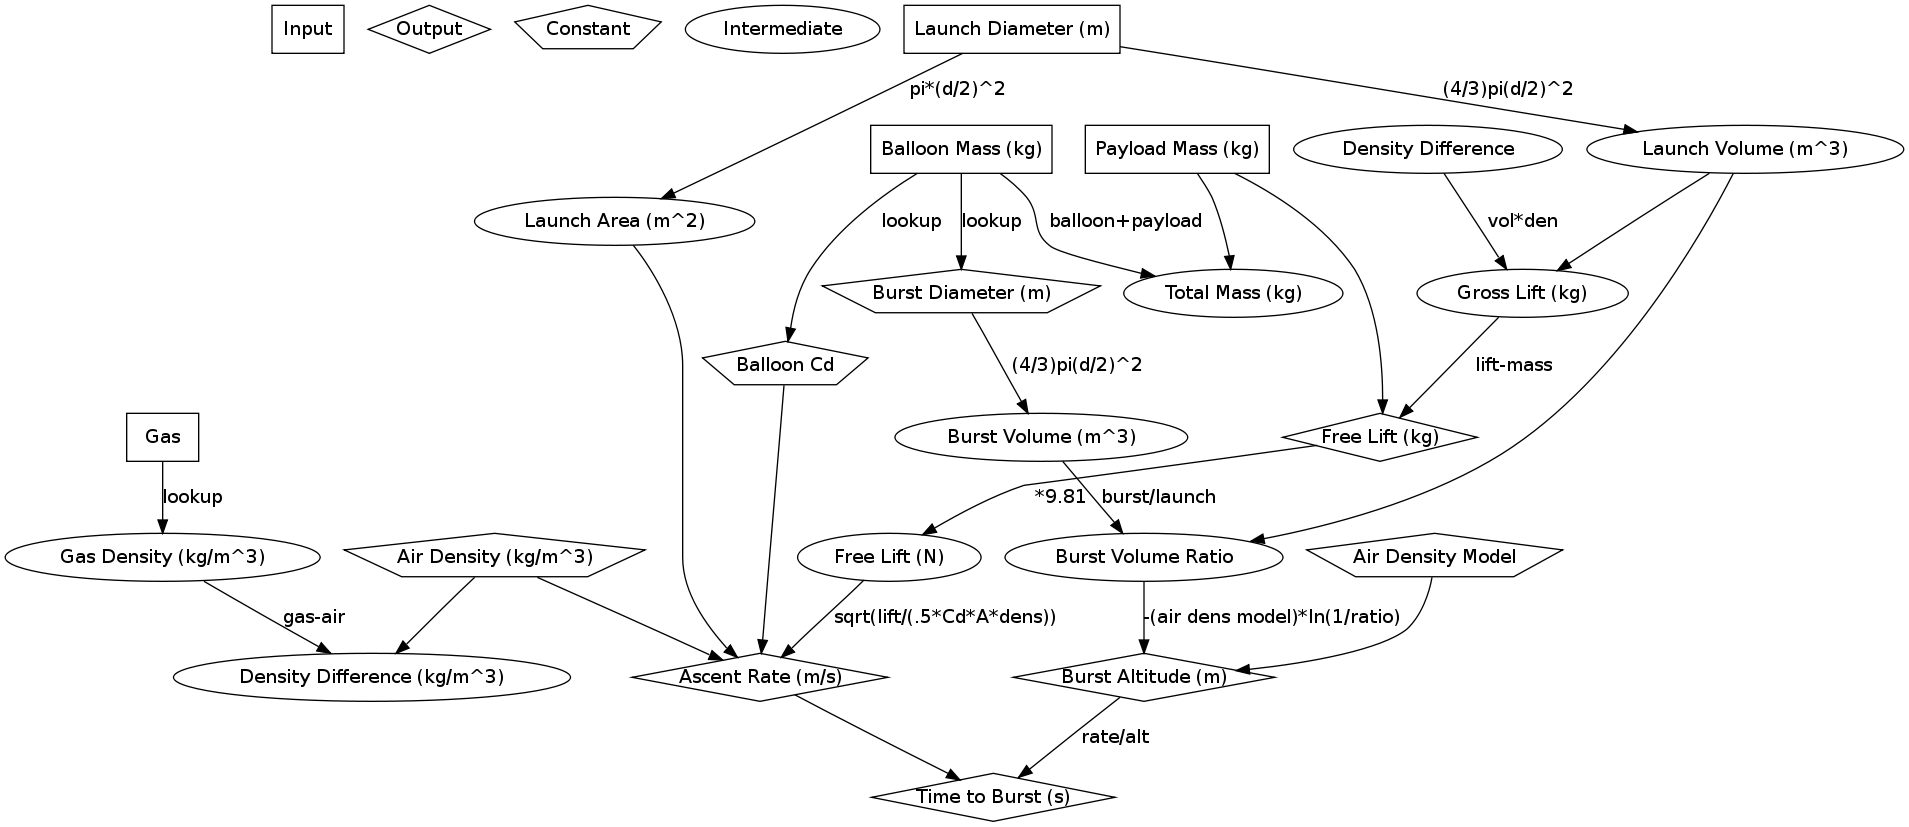 Input
Output
Constant
Intermediate
Launch Diameter (m)
pi*(d/2)^2
(4/3)pi(d/2)^2
Balloon Mass (kg)
Payload Mass (kg)
Density Difference
Launch Volume (m^3)
Launch Area (m^2)
lookup
lookup
balloon+payload
vol*den
Burst Diameter (m)
Total Mass (kg)
Gross Lift (kg)
Balloon Cd
(4/3)pi(d/2)^2
lift-mass
Gas
Burst Volume (m^3)
Free Lift (kg)
lookup
*9.81
burst/launch
Gas Density (kg/m^3)
Air Density (kg/m^3)
Free Lift (N)
Burst Volume Ratio
Air Density Model
gas-air
sqrt(lift/(.5*Cd*A*dens))
-(air dens model)*ln(1/ratio)
Density Difference (kg/m^3)
Ascent Rate (m/s)
Burst Altitude (m)
rate/alt
Time to Burst (s)